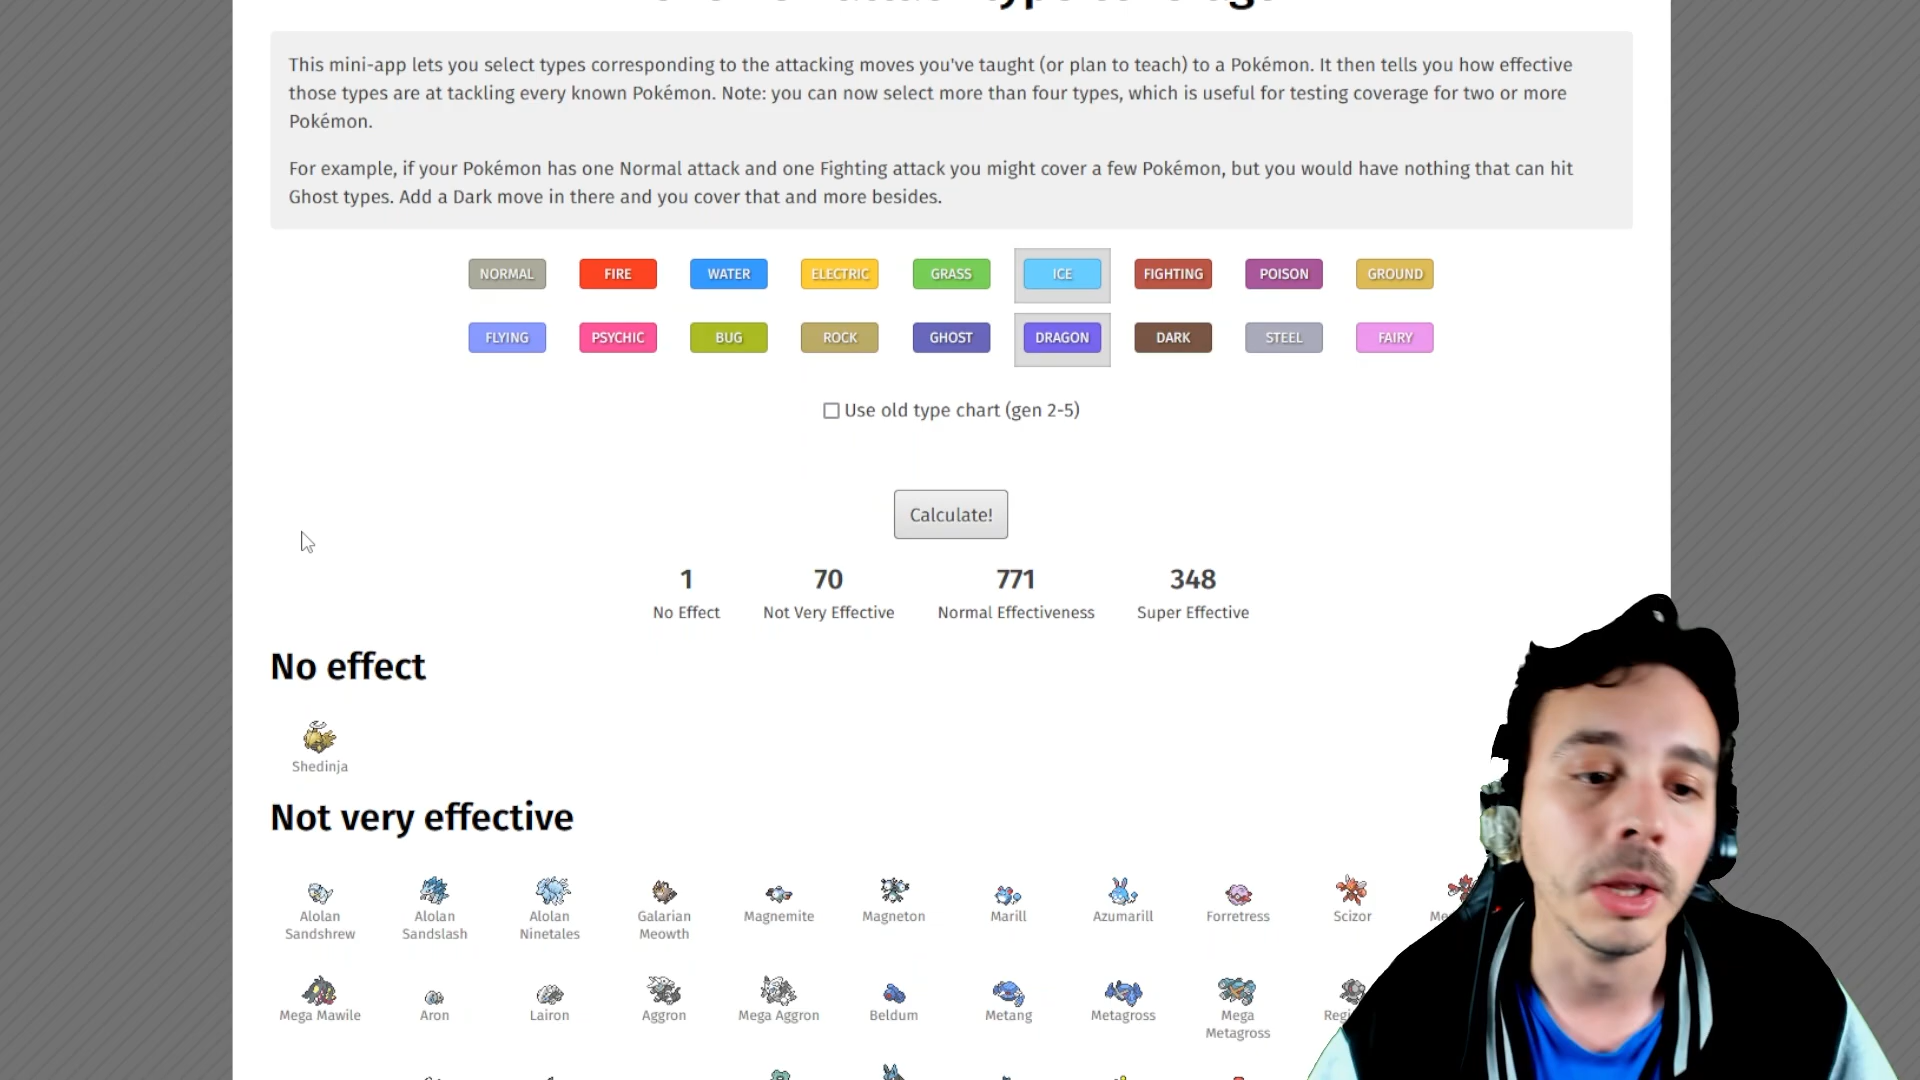 This mini-app lets you select types corresponding to the attacking moves you've taught (or plan to teach) to a Pokémon. It then tells you how effective
those types are at tackling every known Pokémon. Note: you can now select more than four types, which is useful for testing coverage for two or more
Pokémon.
For example, if your Pokémon has one Normal attack and one Fighting attack you might cover a few Pokémon, but you would have nothing that can hit
Ghost types. Add a Dark move in there and you cover that and more besides.
NORMAL FIRE WATER ELECTRIC GRASS ICE FIGHTING POISON GROUND
FLYING PSYCHIC BUG ROCK GHOST DRAGON DARK STEEL FAIRY
Use old type chart (gen 2-5)
Calculate!
1 70 771 348
No Effect Not Very Effective Normal Effectiveness Super Effective
No effect
Shedinja
Not very effective
Alolan Sandshrew Alolan Sandslash Alolan Ninetales Galarian Meowth Magnemite Magneton Marill Azumarill Forretress Scizor
Mega Mawile Aron Lairon Aggron Mega Aggron Beldum Metang Metagross Mega Metagross